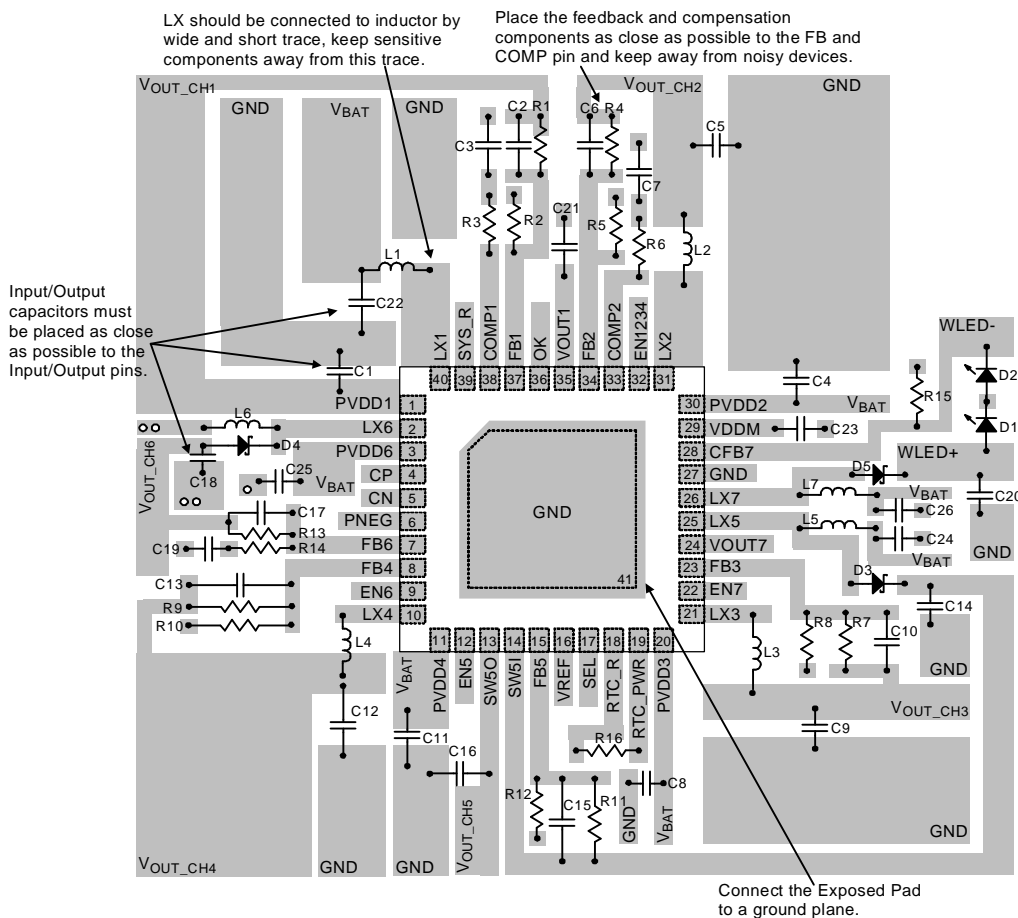 LX should be connected to inductor by
wide and short trace, keep sensitive
components away from this trace.
Place the feedback and compensation
components as close as possible to the FB and
COMP pin and keep away from noisy devices.
VOUT_CH1
GND
VBAT
GND
C2
R1
C6
R4
VOUT_CH2
GND
C3
C5
C7
R3
R2
C21
R5
R6
L2
L1
Input/Output
capacitors must
be placed as close
as possible to the
Input/Output pins.
C22
C1
LX1
SYS_R
COMP1
FB1
OK
VOUT1
FB2
COMP2
EN1234
LX2
40
39
38
37
36
35
34
33
32
31
WLED-
D2
D1
C4
R15
PVDD1
1
30
PVDD2
VBAT
L6
LX6
2
29
VDDM
C23
D4
PVDD6
3
28
CFB7
WLED+
VOUT_CH6
C18
C25
VBAT
CP
4
27
GND
D5
CN
5
26
LX7
L7
VBAT
C20
C17
PNEG
6
GND
25
LX5
L5
C26
R13
C19
R14
FB6
7
24
VOUT7
C24
GND
VBAT
C13
FB4
8
23
FB3
D3
R9
EN6
9
41
22
EN7
C14
R10
LX4
10
21
LX3
L4
11
12
13
14
15
16
17
18
19
20
R8
R7
C10
L3
GND
VBAT
PVDD4
EN5
SW5O
SW5I
FB5
VREF
SEL
RTC_R
RTC_PWR
PVDD3
C12
C11
VOUT_CH3
C9
C16
R16
R12
C15
R11
C8
GND
VBAT
VOUT_CH5
GND
VOUT_CH4
GND
GND
Connect the Exposed Pad
to a ground plane.